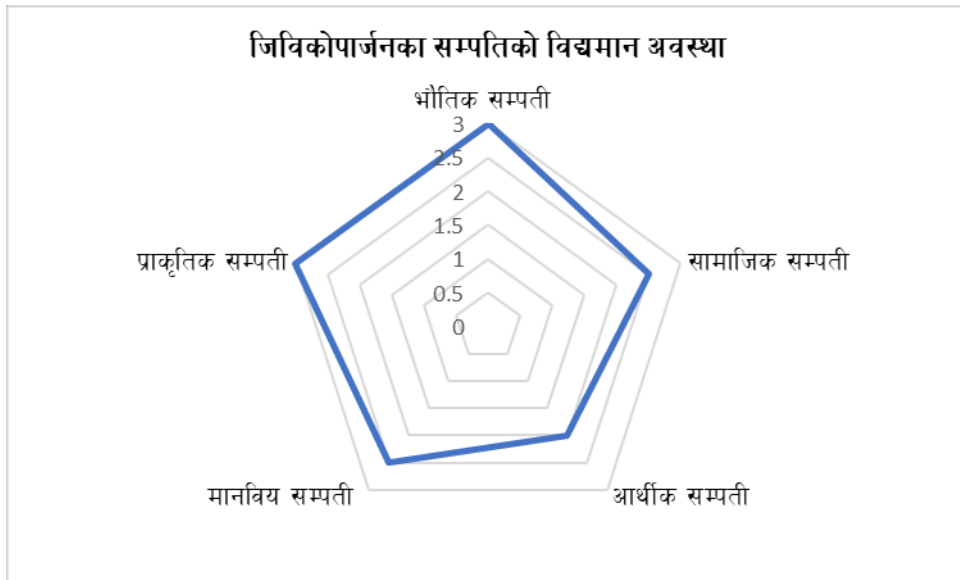 जिविकोपार्जनका सम्पतिको विद्यमान अवस्था
भौतिक सम्पती
3
2.5
2
1.5
1
0.5
0
प्राकृतिक सम्पती
सामाजिक सम्पती
मानविय सम्पती
आर्थीक सम्पती